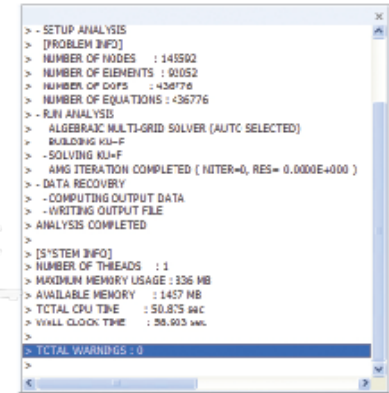 > - SETUP ANALYSIS
> [PROBLEM INFO]
> NUMBER OF NODES : 145592
> NUMBER OF ELEMENTS : 92052
> NUMBER OF DOFS : 436776
> NUMBER OF EQUATIONS : 436776
> - RUN ANALYSIS
> ALGEBRAIC MULTI-GRID SOLVER (AUTO SELECTED)
> BUILDING KU=F
> - SOLVING KU=F
> AMG ITERATION COMPLETED ( NITER=0, RES= 0.0000E+000 )
> - DATA RECOVERY
> - COMPUTING OUTPUT DATA
> - WRITING OUTPUT FILE
> ANALYSIS COMPLETED
>
> [SYSTEM INFO]
> NUMBER OF THREADS : 1
> MAXIMUM MEMORY USAGE : 336 MB
> AVAILABLE MEMORY : 1457 MB
> TOTAL CPU TIME : 50.875 sec
> WALL CLOCK TIME : sec
>
> TOTAL WARNINGS : 0
>